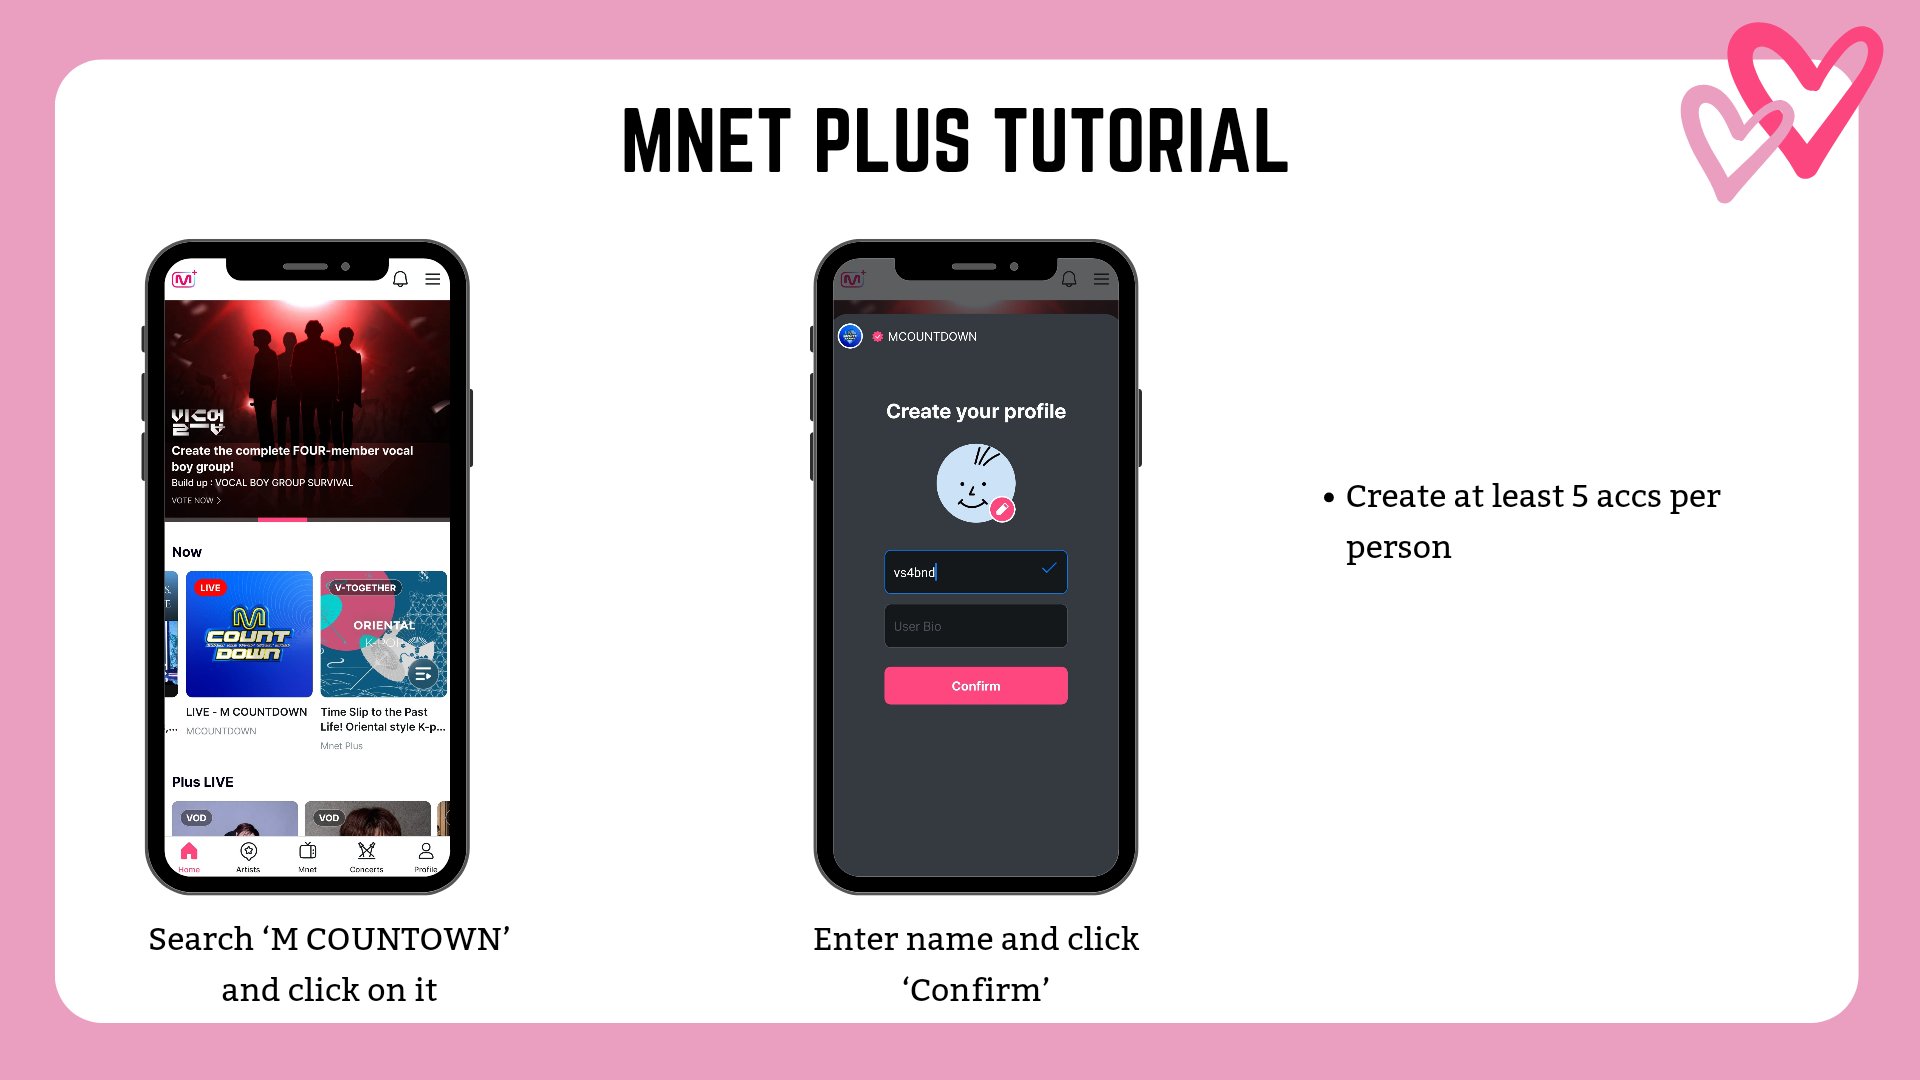 MNET PLUS TUTORIAL
빌드업
Create the complete FOUR-member vocal
boy group!
Build up : VOCAL BOY GROUP SURVIVAL
VOTE NOW >
Now
LIVE
M
COUNT
DOWN
V-TOGETHER
ORIENTAL
K-POP
LIVE - M COUNTDOWN
MCOUNTDOWN
Time Slip to the Past
Life! Oriental style K-p...
Mnet Plus
Plus LIVE
VOD
VOD
Home
Artists
Mnet
Concerts
Profile
Search ‘M COUNTOWN’
and click on it
MCOUNTDOWN
Create your profile
vs4bnd
User Bio
Confirm
Enter name and click
‘Confirm’
• Create at least 5 accs per
person